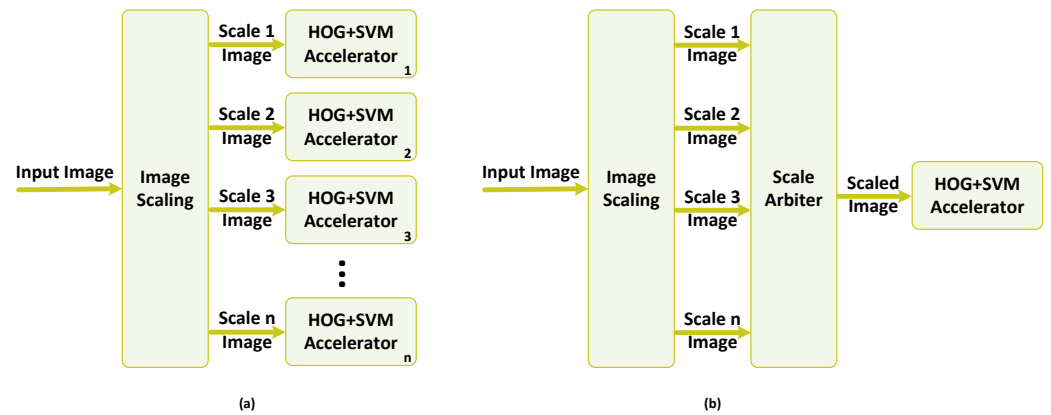 Input Image
Image
Scaling
Scale 1
Image
HOG+SVM
Accelerator
1
Scale 2
Image
HOG+SVM
Accelerator
2
Scale 3
Image
HOG+SVM
Accelerator
3
Scale n
Image
HOG+SVM
Accelerator
n
(a)
Input Image
Image
Scaling
Scale 1
Image
Scale 2
Image
Scale 3
Image
Scale n
Image
Scale
Arbiter
Scaled
Image
HOG+SVM
Accelerator
(b)